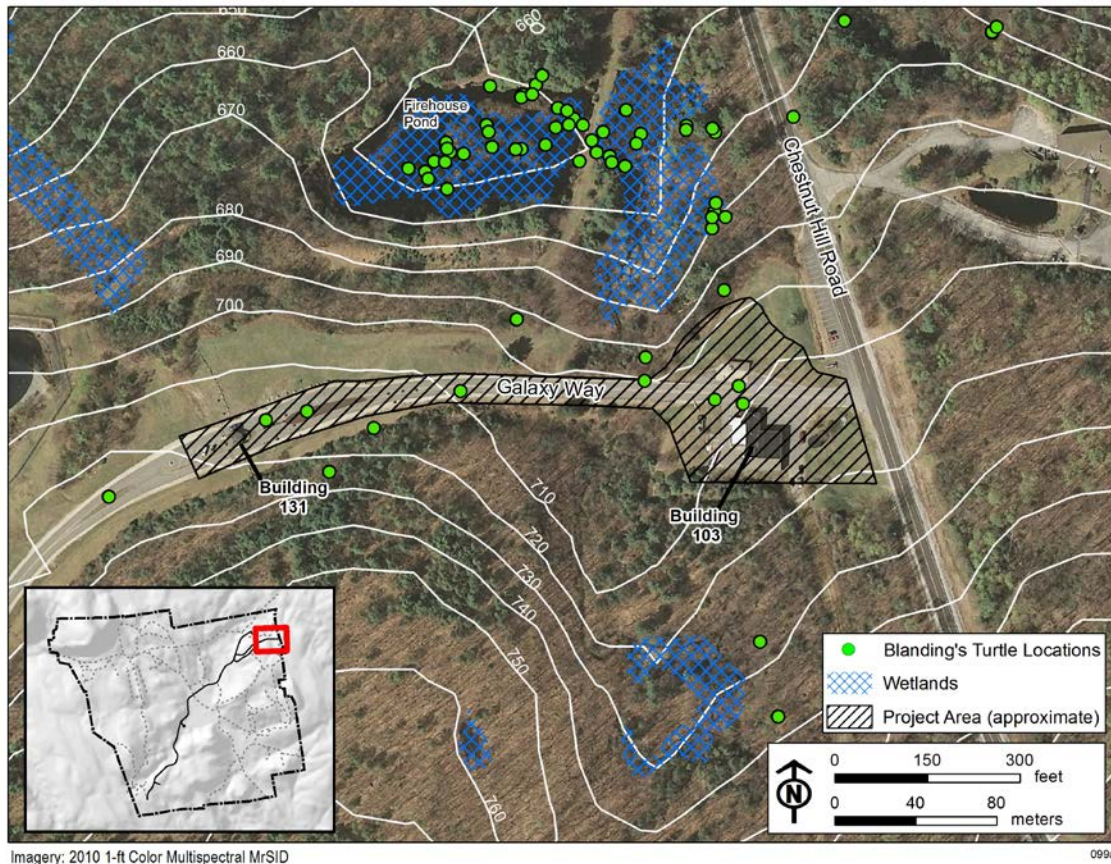 650
660
660
670
680
690
700
Firehouse
Pond
Chestnut Hill Road
Galaxy Way
Building
131
Building
103
710
720
730
740
750
760
Blanding's Turtle Locations
Wetlands
Project Area (approximate)
N
0 150 300
feet
0 40 80
meters
Imagery: 2010 1-ft Color Multispectral MrSID